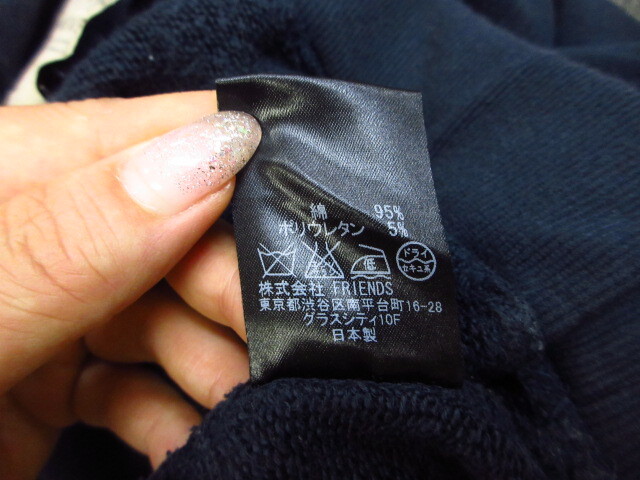 綿 95%
ポリウレタン 5%
低 ドライ
セキユ系
株式会社 FRIENDS
東京都渋谷区南平台町16-28
グラスシティ10F
日本製